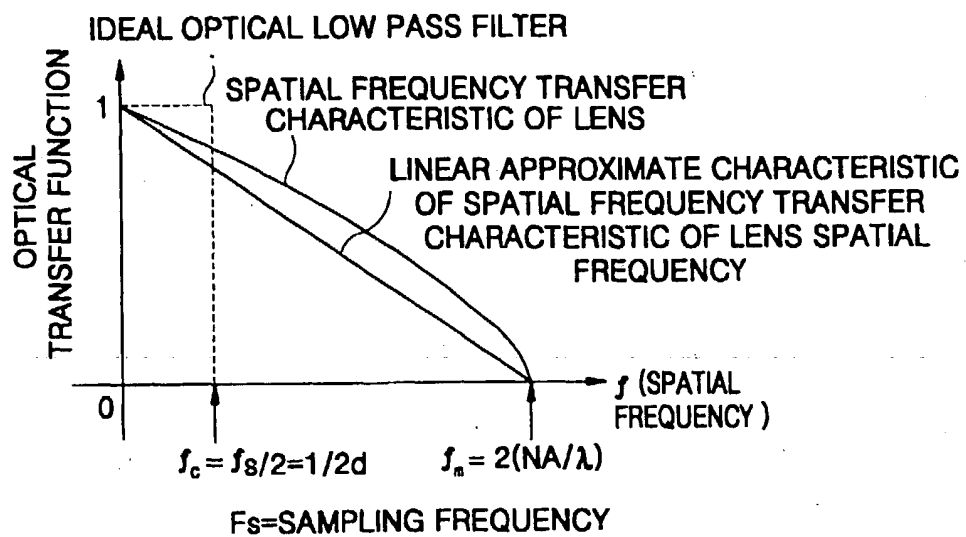 IDEAL OPTICAL LOW PASS FILTER
SPATIAL FREQUENCY TRANSFER
CHARACTERISTIC OF LENS
LINEAR APPROXIMATE CHARACTERISTIC
OF SPATIAL FREQUENCY TRANSFER
CHARACTERISTIC OF LENS SPATIAL
FREQUENCY
OPTICAL
TRANSFER FUNCTION
1
0
f (SPATIAL
FREQUENCY )
fc = fs/2=1/2d
fm = 2(NA/λ)
Fs=SAMPLING FREQUENCY